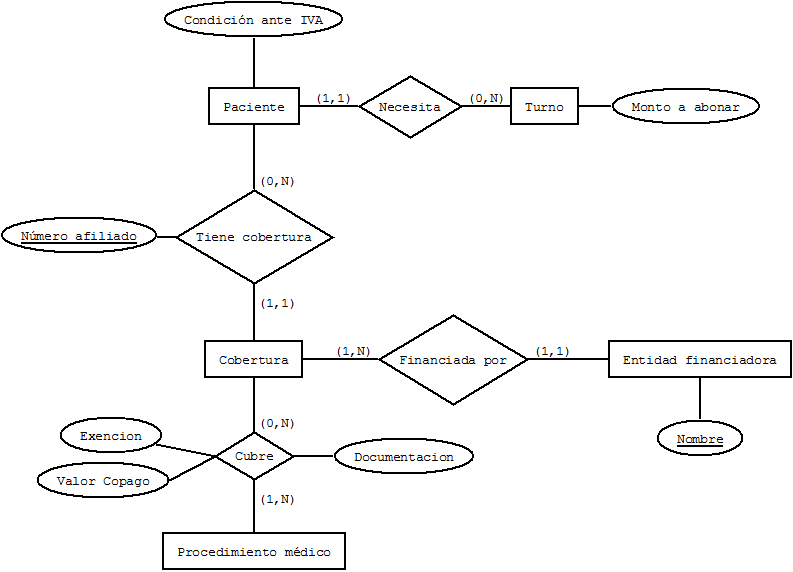 Condición ante IVA
Paciente
(1,1)
Necesita
(0,N)
Turno
Monto a abonar
(0,N)
Número afiliado
Tiene cobertura
(1,1)
Cobertura
(1,N)
Financiada por
(1,1)
Entidad financiadora
(0,N)
Exencion
Nombre
Cubre
Documentacion
Valor Copago
(1,N)
Procedimiento médico